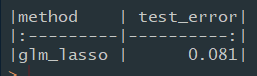 |method    | test_error|
|:---------|----------:|
|glm_lasso |      0.081|
>